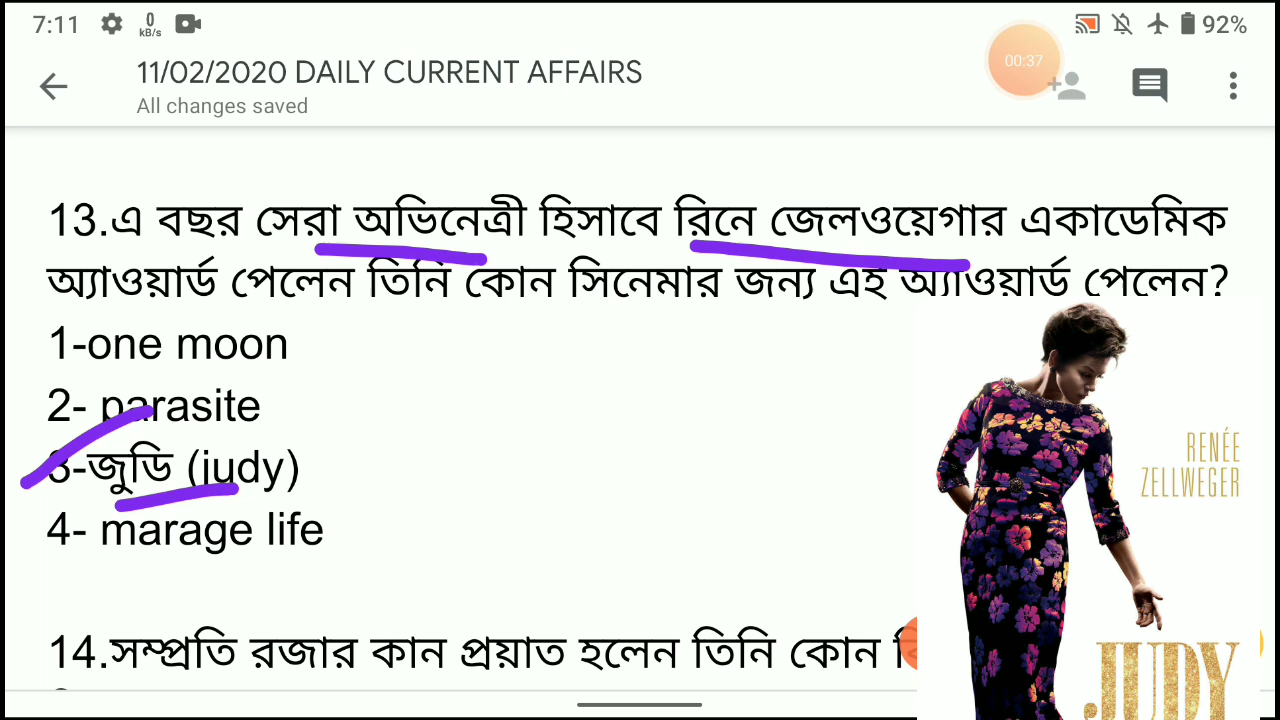 7:11 0 kB/s 92%
11/02/2020 DAILY CURRENT AFFAIRS
00:37
All changes saved
13.এ বছর সেরা অভিনেত্রী হিসাবে রিনে জেলওয়েগার একাডেমিক
অ্যাওয়ার্ড পেলেন তিনি কোন সিনেমার জন্য এই অ্যাওয়ার্ড পেলেন?
1-one moon
2- parasite
3-জুডি (judy)
4- marage life
RENÉE
ZELLWEGER
14.সম্প্রতি রজার কান প্রয়াত হলেন তিনি কোন
JUDY